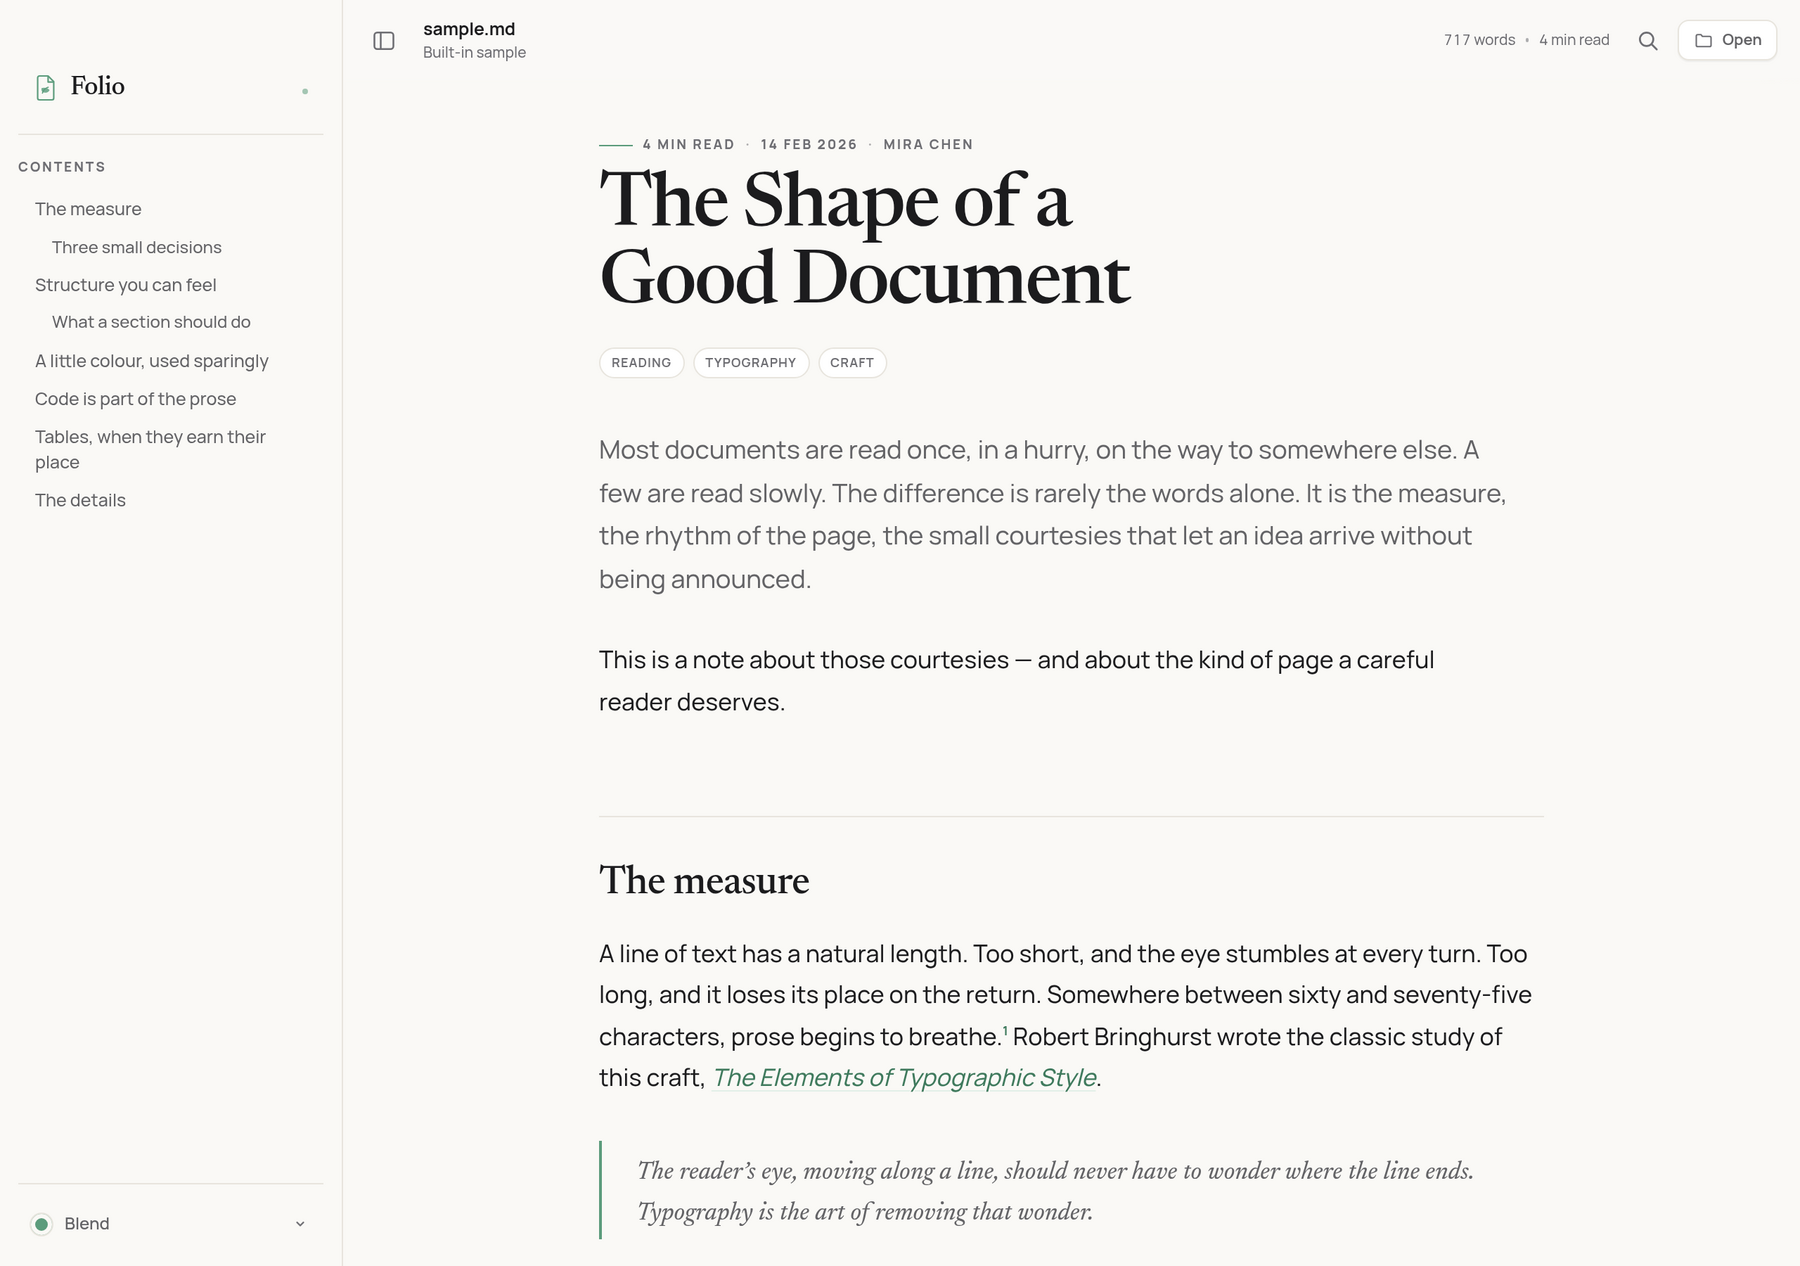 Folio
CONTENTS
The measure
Three small decisions
Structure you can feel
What a section should do
A little colour, used sparingly
Code is part of the prose
Tables, when they earn their
place
The details
Blend
sample.md
Built-in sample
717 words • 4 min read
Open
4 MIN READ · 14 FEB 2026 · MIRA CHEN
The Shape of a
Good Document
READING
TYPOGRAPHY
CRAFT
Most documents are read once, in a hurry, on the way to somewhere else. A
few are read slowly. The difference is rarely the words alone. It is the measure,
the rhythm of the page, the small courtesies that let an idea arrive without
being announced.
This is a note about those courtesies — and about the kind of page a careful
reader deserves.
The measure
A line of text has a natural length. Too short, and the eye stumbles at every turn. Too
long, and it loses its place on the return. Somewhere between sixty and seventy-five
characters, prose begins to breathe.¹ Robert Bringhurst wrote the classic study of
this craft, The Elements of Typographic Style.
The reader’s eye, moving along a line, should never have to wonder where the line ends.
Typography is the art of removing that wonder.